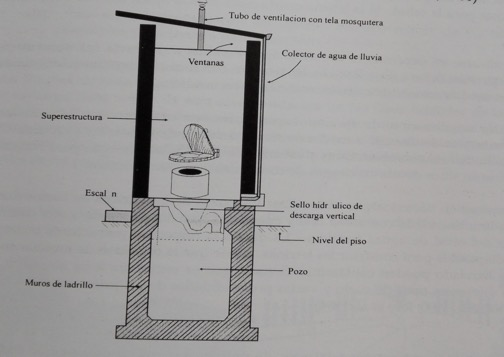 Tubo de ventilacion con tela mosquitera
Colector de agua de lluvia
Ventanas
Superestructura
Escal n
Sello hidr ulico de
descarga vertical
Nivel del piso
Pozo
Muros de ladrillo